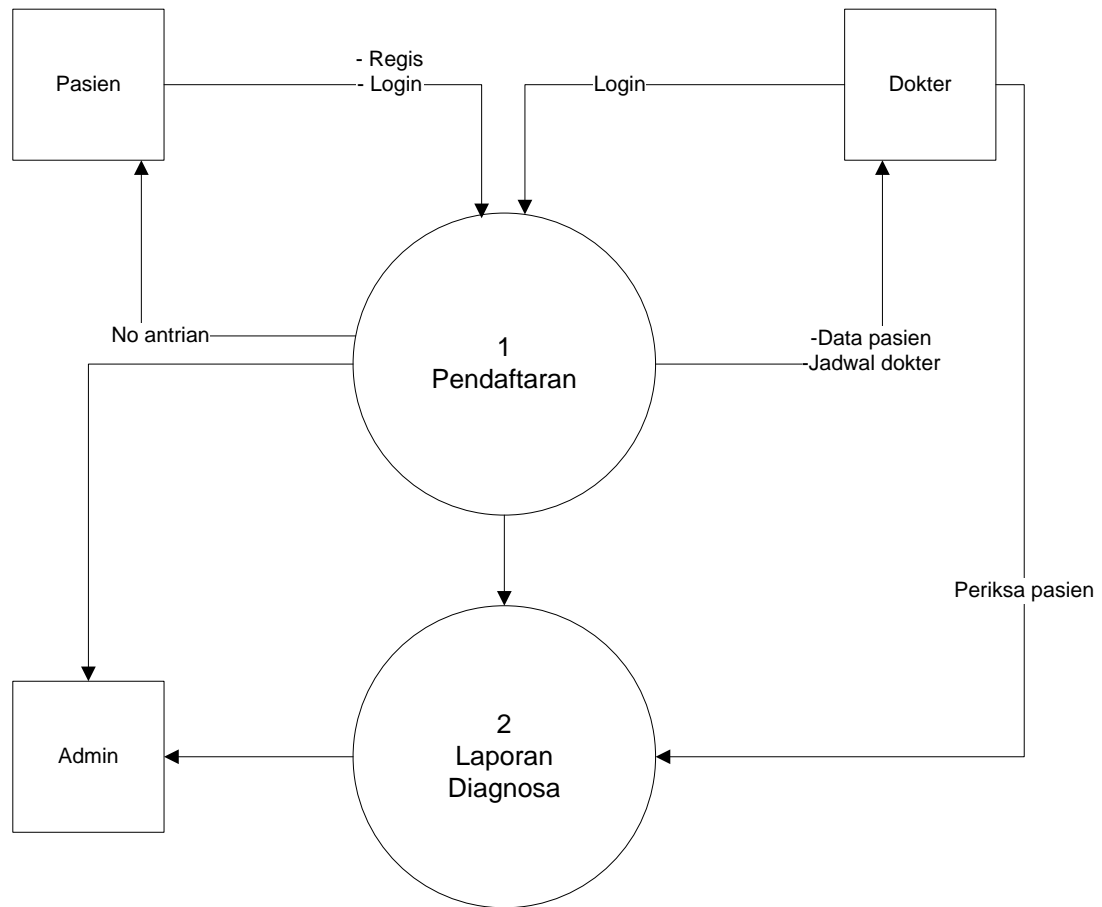 Pasien
- Regis
- Login
Login
Dokter
No antrian
1
Pendaftaran
-Data pasien
-Jadwal dokter
Periksa pasien
Admin
2
Laporan
Diagnosa